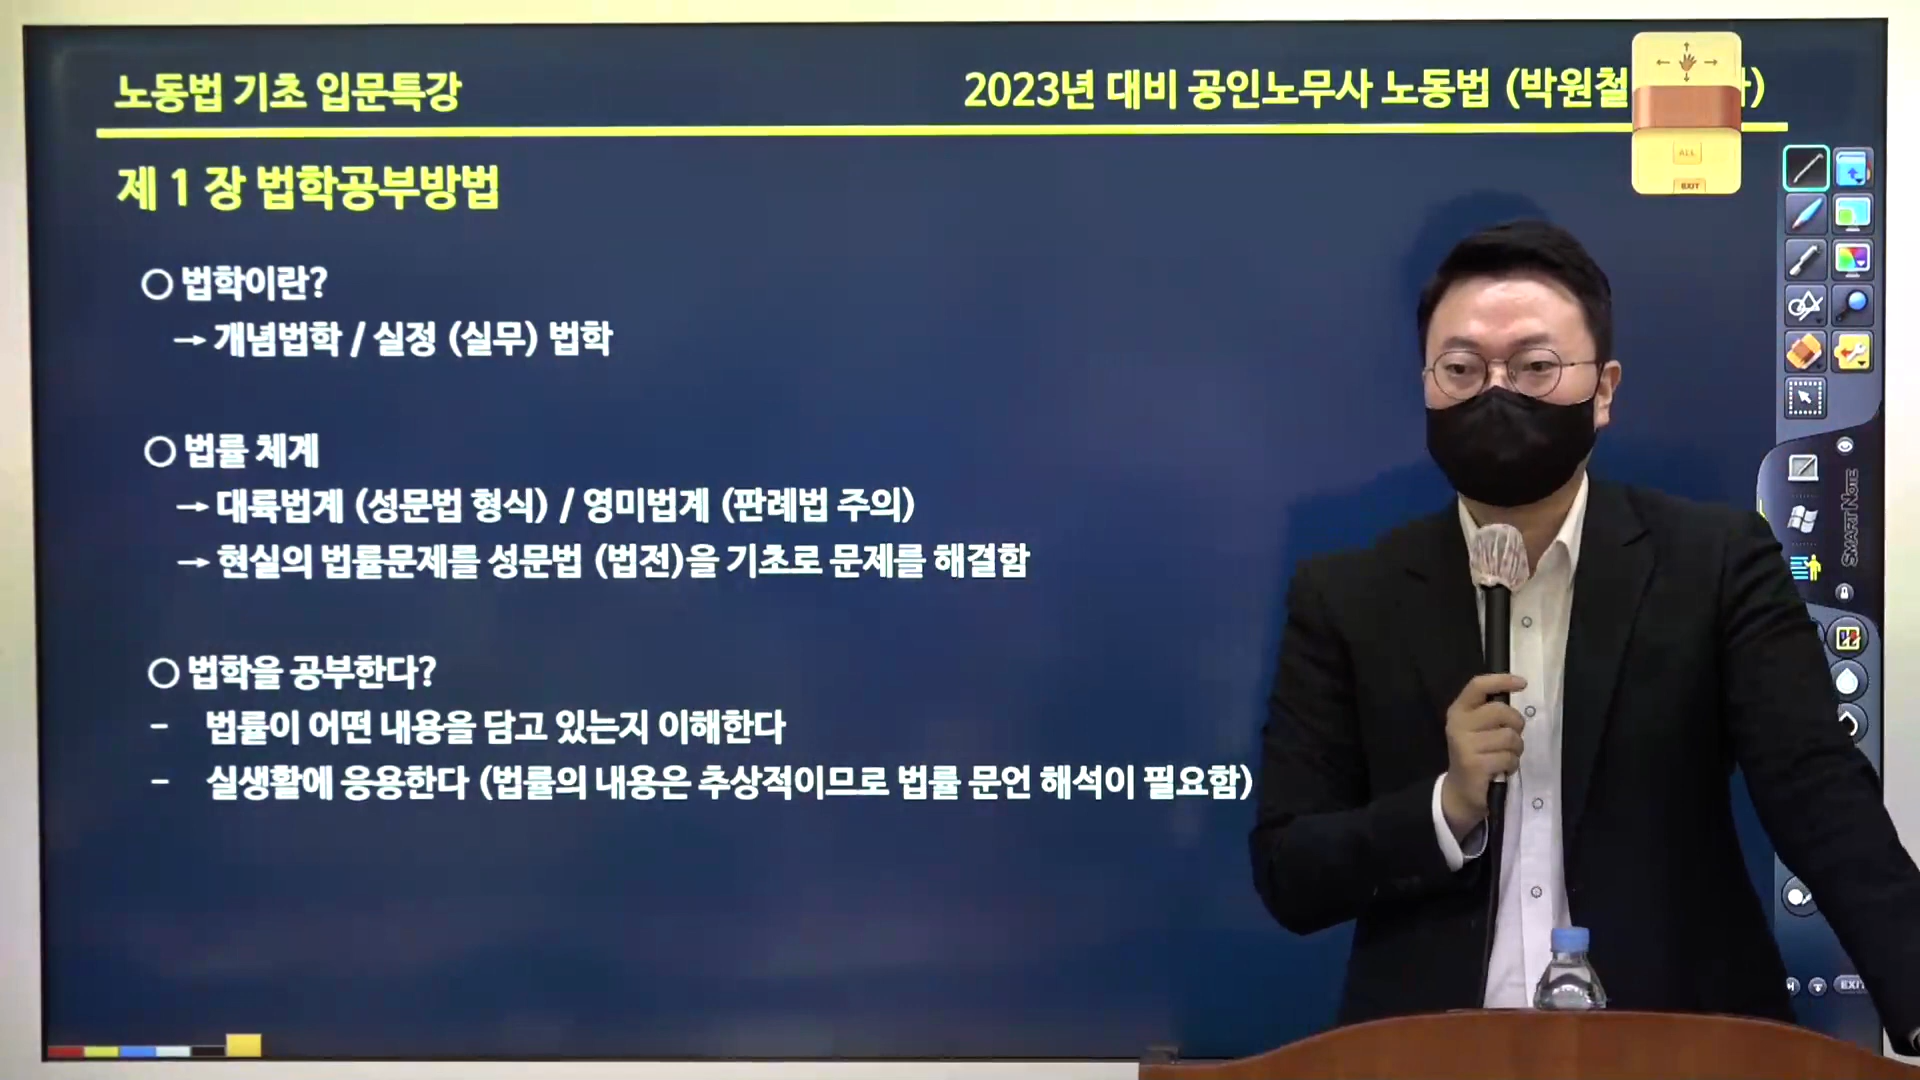 노동법 기초 입문특강
2023년 대비 공인노무사 노동법 (박원철
제 1 장 법학공부방법
○ 법학이란?
→ 개념법학 / 실정 (실무) 법학
○ 법률 체계
→ 대륙법계 (성문법 형식) / 영미법계 (판례법 주의)
→ 현실의 법률문제를 성문법 (법전)을 기초로 문제를 해결함
○ 법학을 공부한다?
- 법률이 어떤 내용을 담고 있는지 이해한다
- 실생활에 응용한다 (법률의 내용은 추상적이므로 법률 문언 해석이 필요함)
ALL
EXIT
SMART NOTE
EXIT